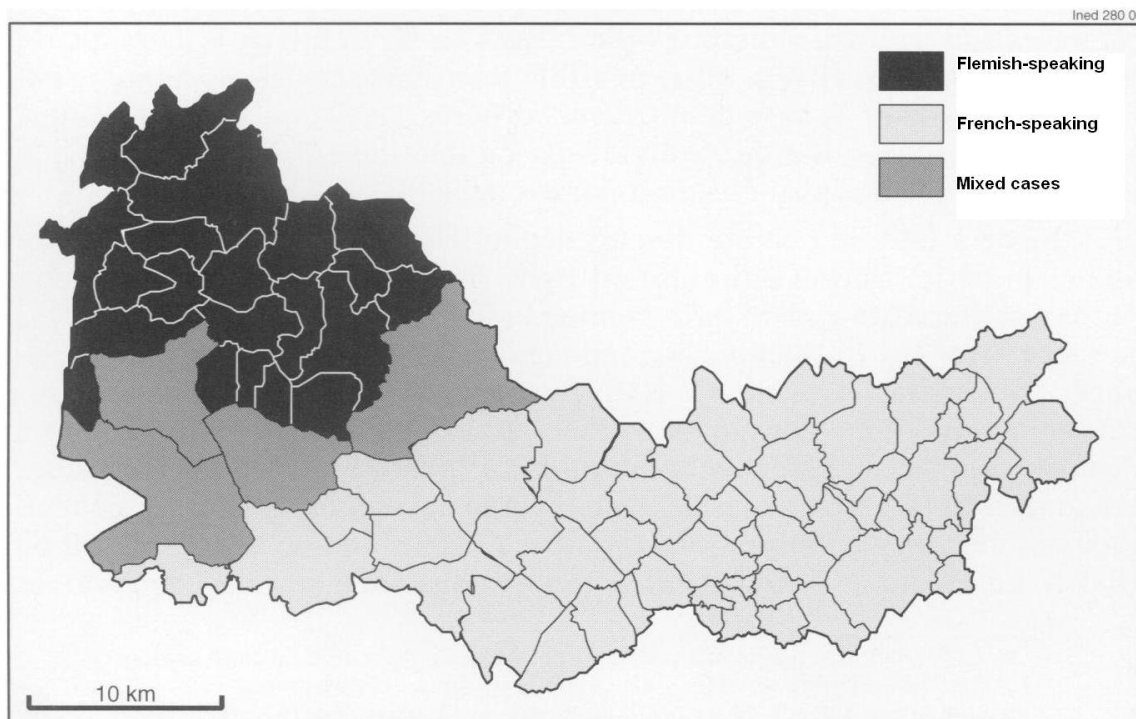 Ined 280 0
Flemish-speaking
French-speaking
Mixed cases
10 km